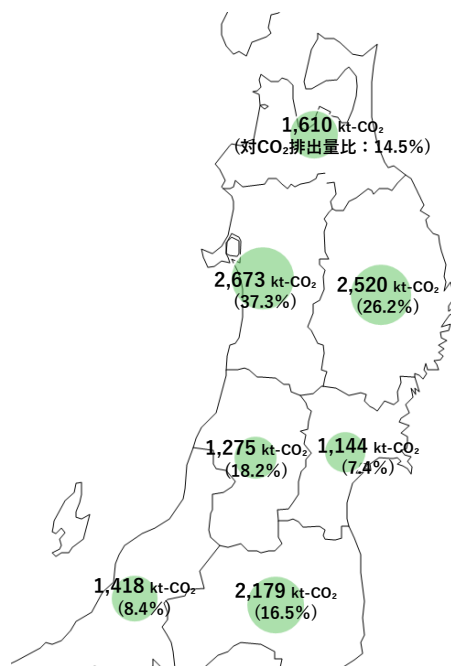 1,610 kt-CO₂
(対CO₂排出量比：14.5%)
2,673 kt-CO₂
(37.3%)
2,520 kt-CO₂
(26.2%)
1,275 kt-CO₂
(18.2%)
1,144 kt-CO₂
(7.4%)
1,418 kt-CO₂
(8.4%)
2,179 kt-CO₂
(16.5%)